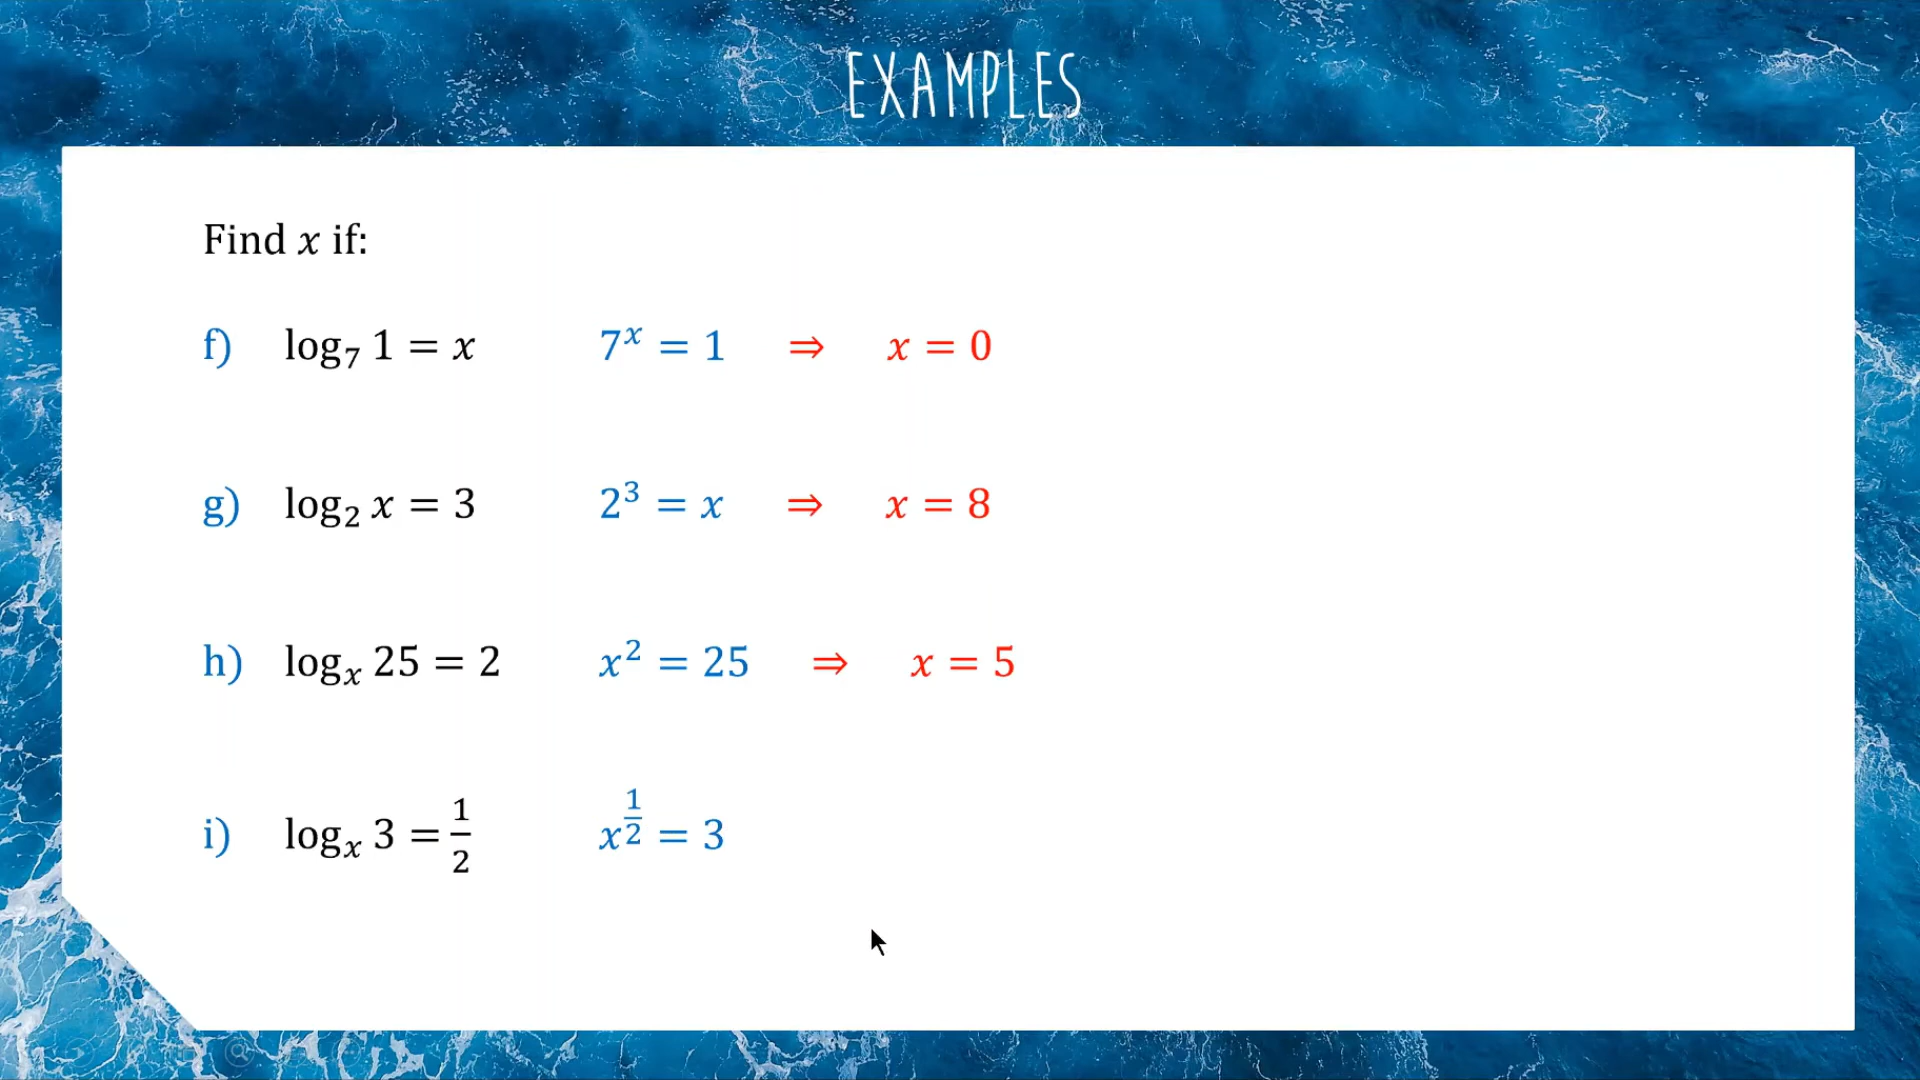 EXAMPLES
Find x if:
f) log₇ 1 = x 7ˣ = 1 ⇒ x = 0
g) log₂ x = 3 2³ = x ⇒ x = 8
h) logₓ 25 = 2 x² = 25 ⇒ x = 5
i) logₓ 3 = 1/2 x^(1/2) = 3